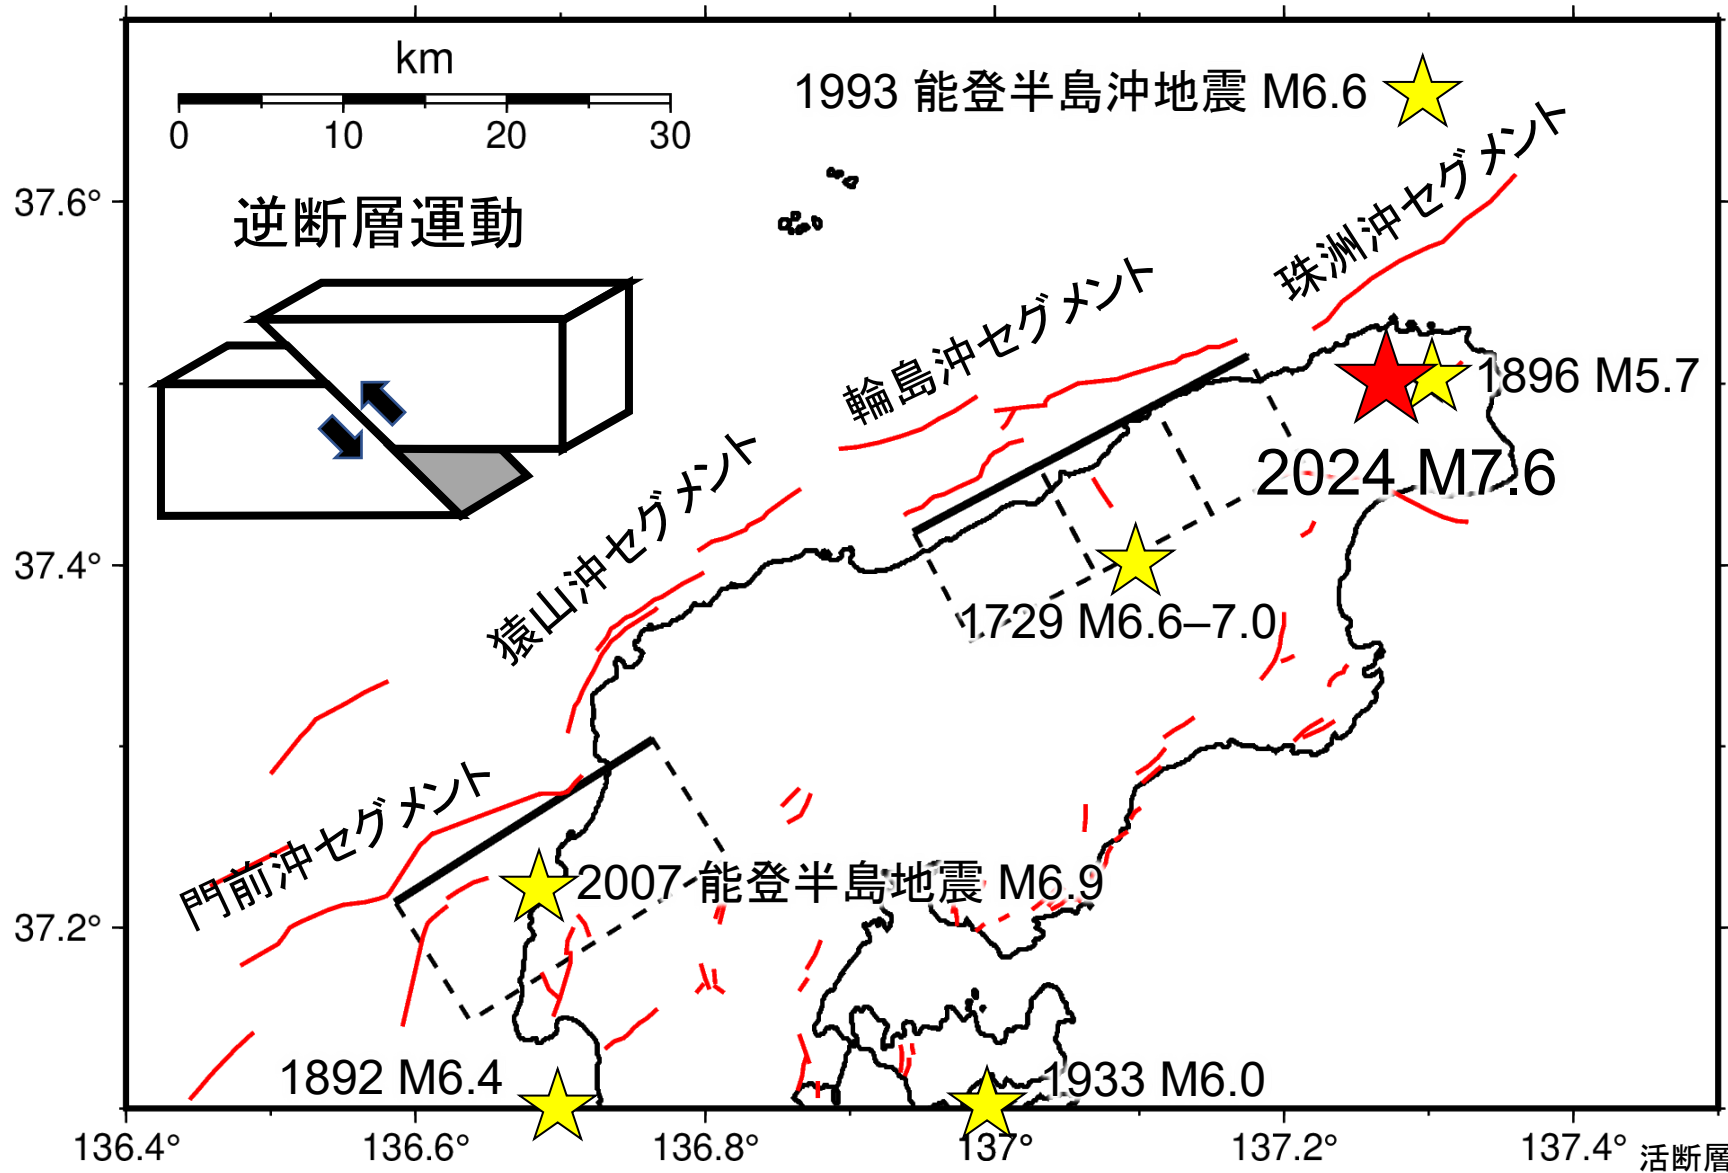 km
0 10 20 30
1993 能登半島沖地震 M6.6
37.6°
逆断層運動
珠洲沖セグメント
輪島沖セグメント
1896 M5.7
2024 M7.6
猿山沖セグメント
37.4°
1729 M6.6–7.0
門前沖セグメント
2007 能登半島地震 M6.9
37.2°
1892 M6.4
1933 M6.0
136.4° 136.6° 136.8° 137° 137.2° 137.4°
活断層